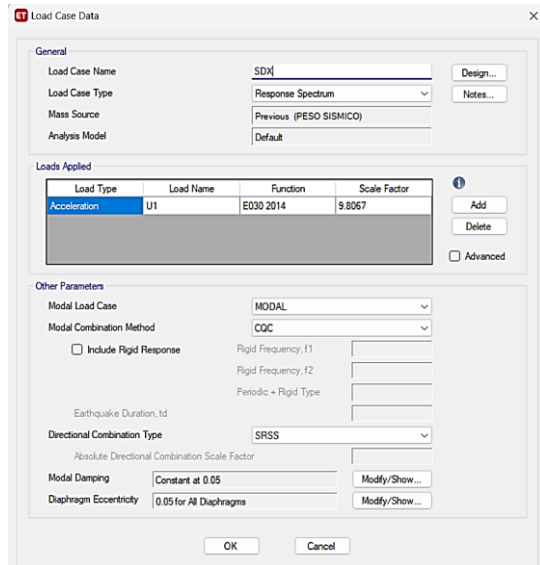 ET Load Case Data
General
Load Case Name SDX Design...
Load Case Type Response Spectrum Notes...
Mass Source Previous (PESO SISMICO)
Analysis Model Default
Loads Applied
Load Type Load Name Function Scale Factor
Acceleration U1 E030 2014 9.8067
Add
Delete
Advanced
Other Parameters
Modal Load Case MODAL
Modal Combination Method CQC
Include Rigid Response Rigid Frequency, f1
Rigid Frequency, f2
Periodic + Rigid Type
Earthquake Duration, td
Directional Combination Type SRSS
Absolute Directional Combination Scale Factor
Modal Damping Constant at 0.05 Modify/Show...
Diaphragm Eccentricity 0.05 for All Diaphragms Modify/Show...
OK Cancel